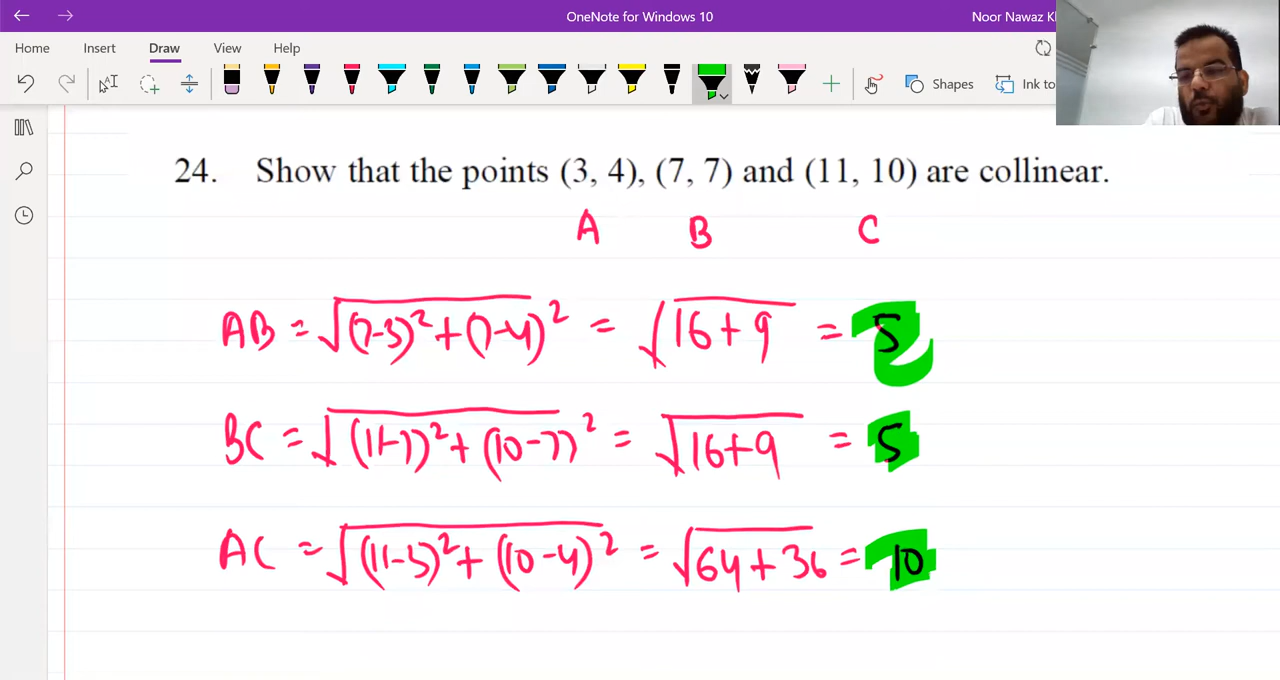 OneNote for Windows 10
Noor Nawaz Kh
Home Insert Draw View Help
Shapes Ink to
24. Show that the points (3, 4), (7, 7) and (11, 10) are collinear.
A B C
AB = √(7-3)² + (7-4)² = √16+9 = 5
BC = √(11-7)² + (10-7)² = √16+9 = 5
AC = √(11-3)² + (10-4)² = √64+36 = 10